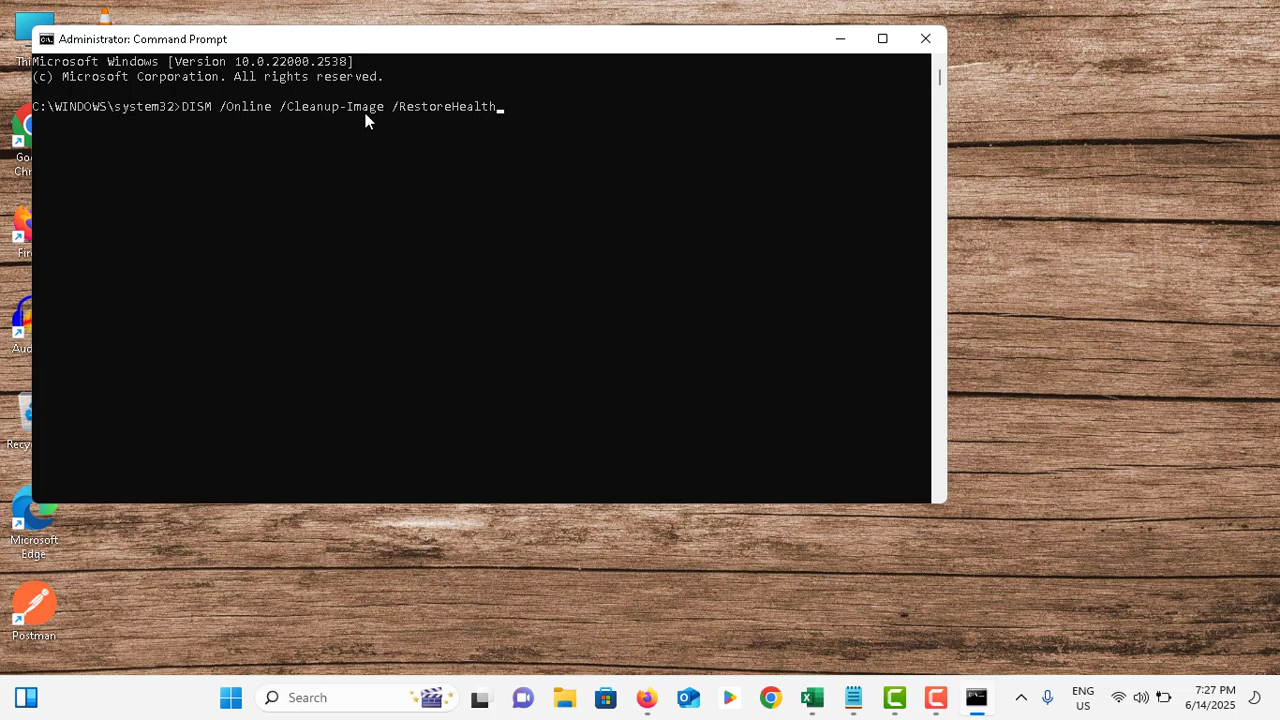 Administrator: Command Prompt
Microsoft Windows [Version 10.0.22000.2538]
(c) Microsoft Corporation. All rights reserved.
C:\WINDOWS\system32>DISM /Online /Cleanup-Image /RestoreHealth
Microsoft
Edge
Postman
Search
ENG
US
7:27 PM
6/14/2025